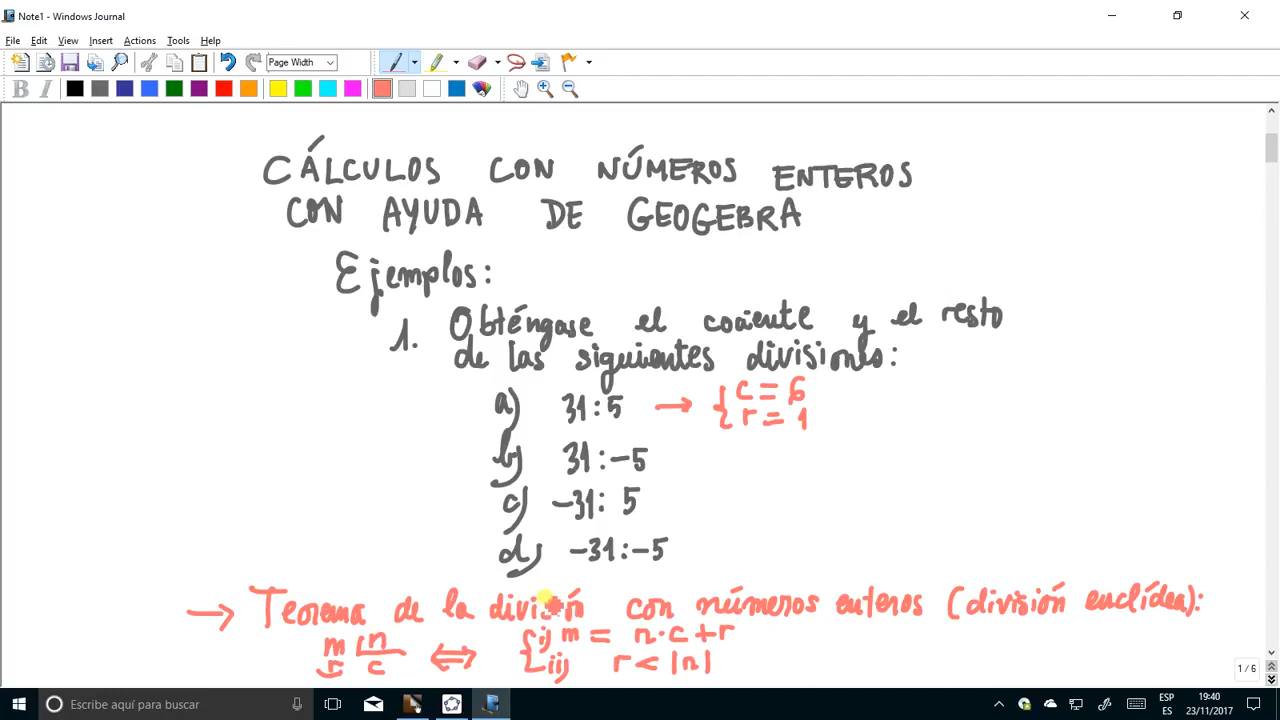 Note1 - Windows Journal
File Edit View Insert Actions Tools Help
Page Width
CÁLCULOS CON NÚMEROS ENTEROS
CON AYUDA DE GEOGEBRA
Ejemplos:
1. Obténgase el cociente y el resto
de las siguientes divisiones:
a) 31:5 → { c = 6
r = 1
b) 31:-5
c) -31: 5
d) -31:-5
→ Teorema de la división con números enteros (división euclídea):
m | n ⟺ { i) m = n·c+r
r c ii) r < |n|
1 / 6
Escribe aquí para buscar
ESP
ES
19:40
23/11/2017